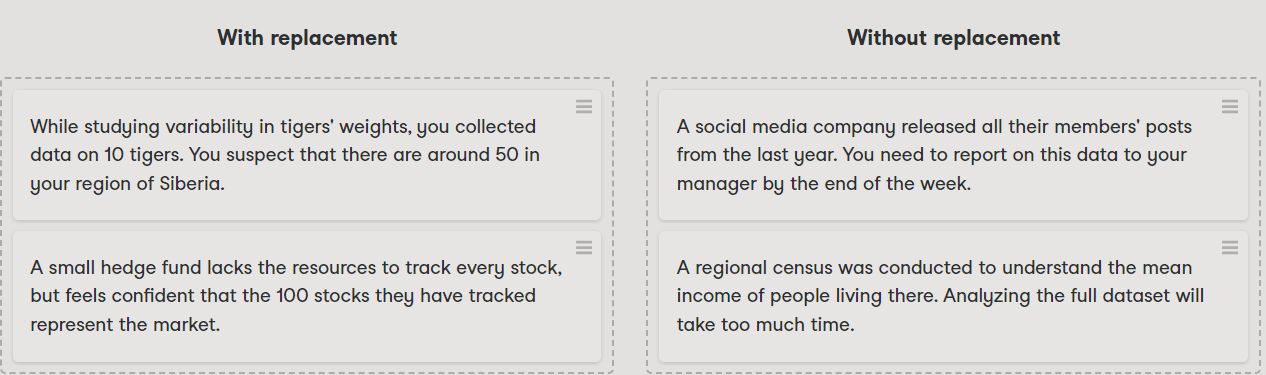 With replacement
While studying variability in tigers' weights, you collected
data on 10 tigers. You suspect that there are around 50 in
your region of Siberia.
A small hedge fund lacks the resources to track every stock,
but feels confident that the 100 stocks they have tracked
represent the market.
Without replacement
A social media company released all their members' posts
from the last year. You need to report on this data to your
manager by the end of the week.
A regional census was conducted to understand the mean
income of people living there. Analyzing the full dataset will
take too much time.